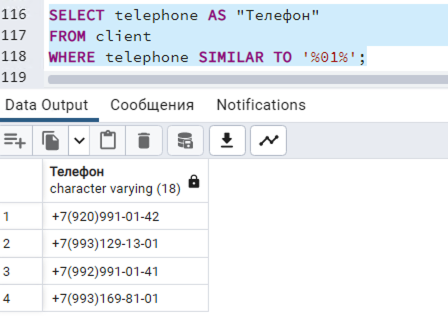 116 SELECT telephone AS "Телефон"
117 FROM client
118 WHERE telephone SIMILAR TO '%01%';
119
Data Output Сообщения Notifications
Телефон
character varying (18)
1 +7(920)991-01-42
2 +7(993)129-13-01
3 +7(992)991-01-41
4 +7(993)169-81-01